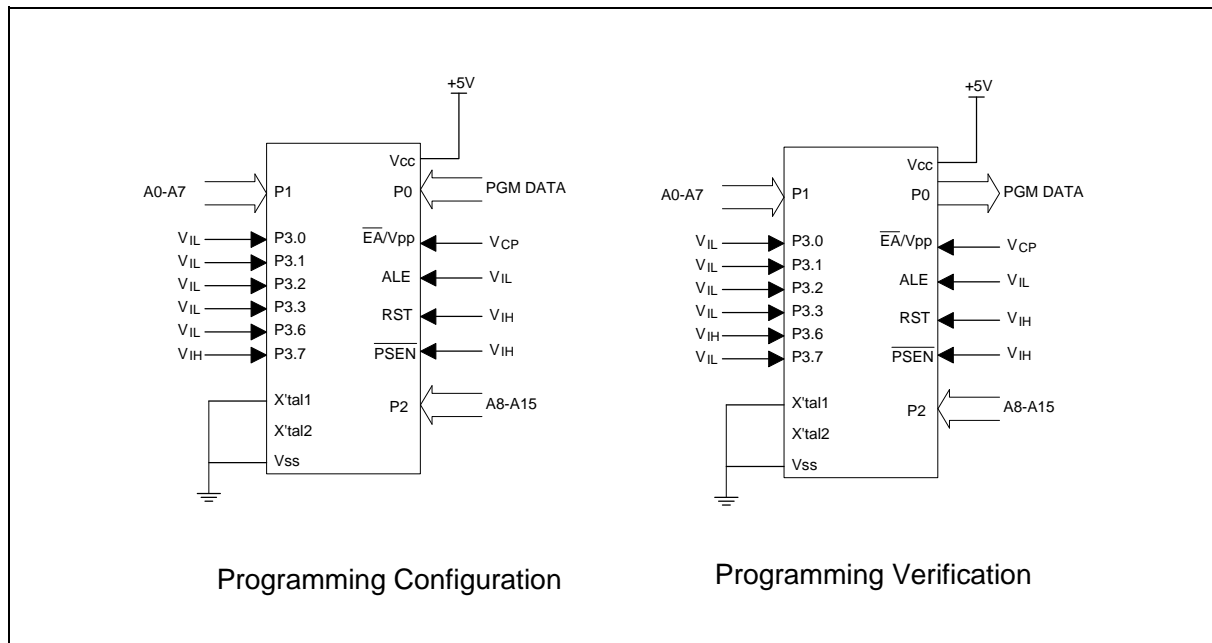 +5V
Vcc
A0-A7
P1
P0
PGM DATA
VIL
P3.0
EA/Vpp
VCP
VIL
P3.1
VIL
P3.2
ALE
VIL
VIL
P3.3
RST
VIH
VIL
P3.6
VIH
P3.7
PSEN
VIH
X'tal1
P2
A8-A15
X'tal2
Vss
Programming Configuration
+5V
Vcc
A0-A7
P1
P0
PGM DATA
VIL
P3.0
EA/Vpp
VCP
VIL
P3.1
VIL
P3.2
ALE
VIL
VIL
P3.3
RST
VIH
VIH
P3.6
VIL
P3.7
PSEN
VIH
X'tal1
P2
A8-A15
X'tal2
Vss
Programming Verification